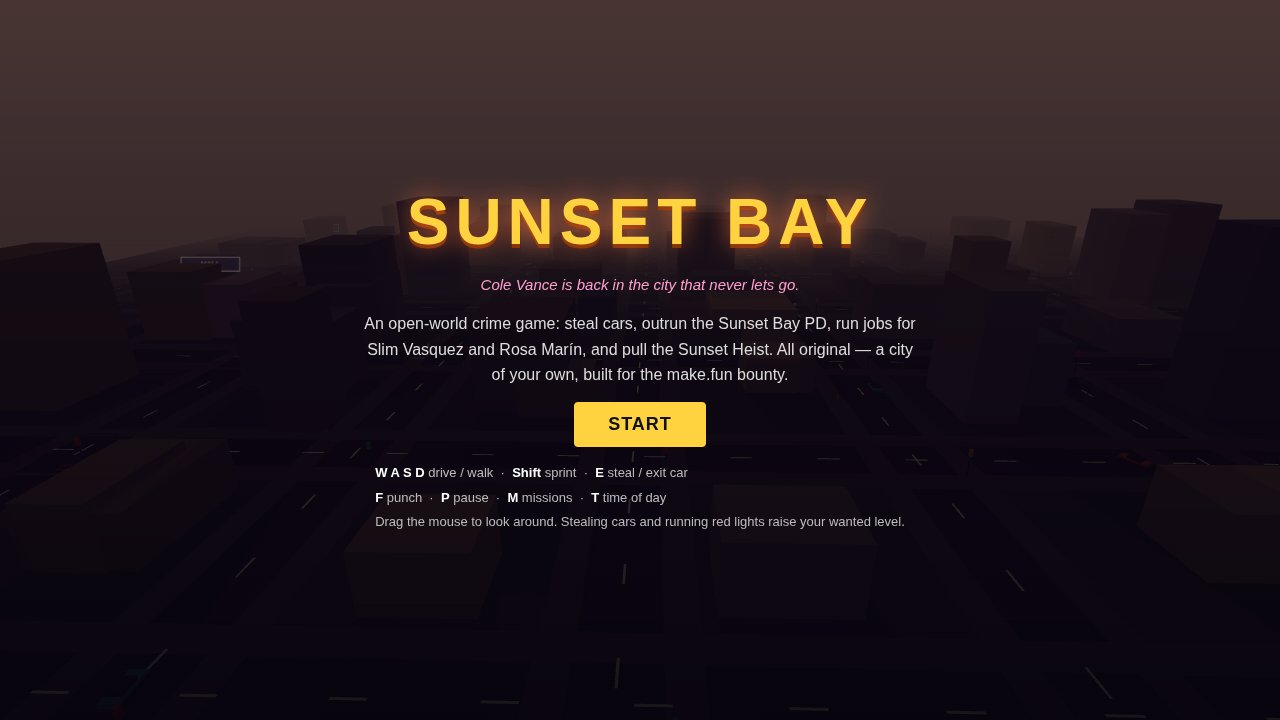 SUNSET BAY
Cole Vance is back in the city that never lets go.
An open-world crime game: steal cars, outrun the Sunset Bay PD, run jobs for
Slim Vasquez and Rosa Marín, and pull the Sunset Heist. All original — a city
of your own, built for the make.fun bounty.
START
W A S D drive / walk · Shift sprint · E steal / exit car
F punch · P pause · M missions · T time of day
Drag the mouse to look around. Stealing cars and running red lights raise your wanted level.